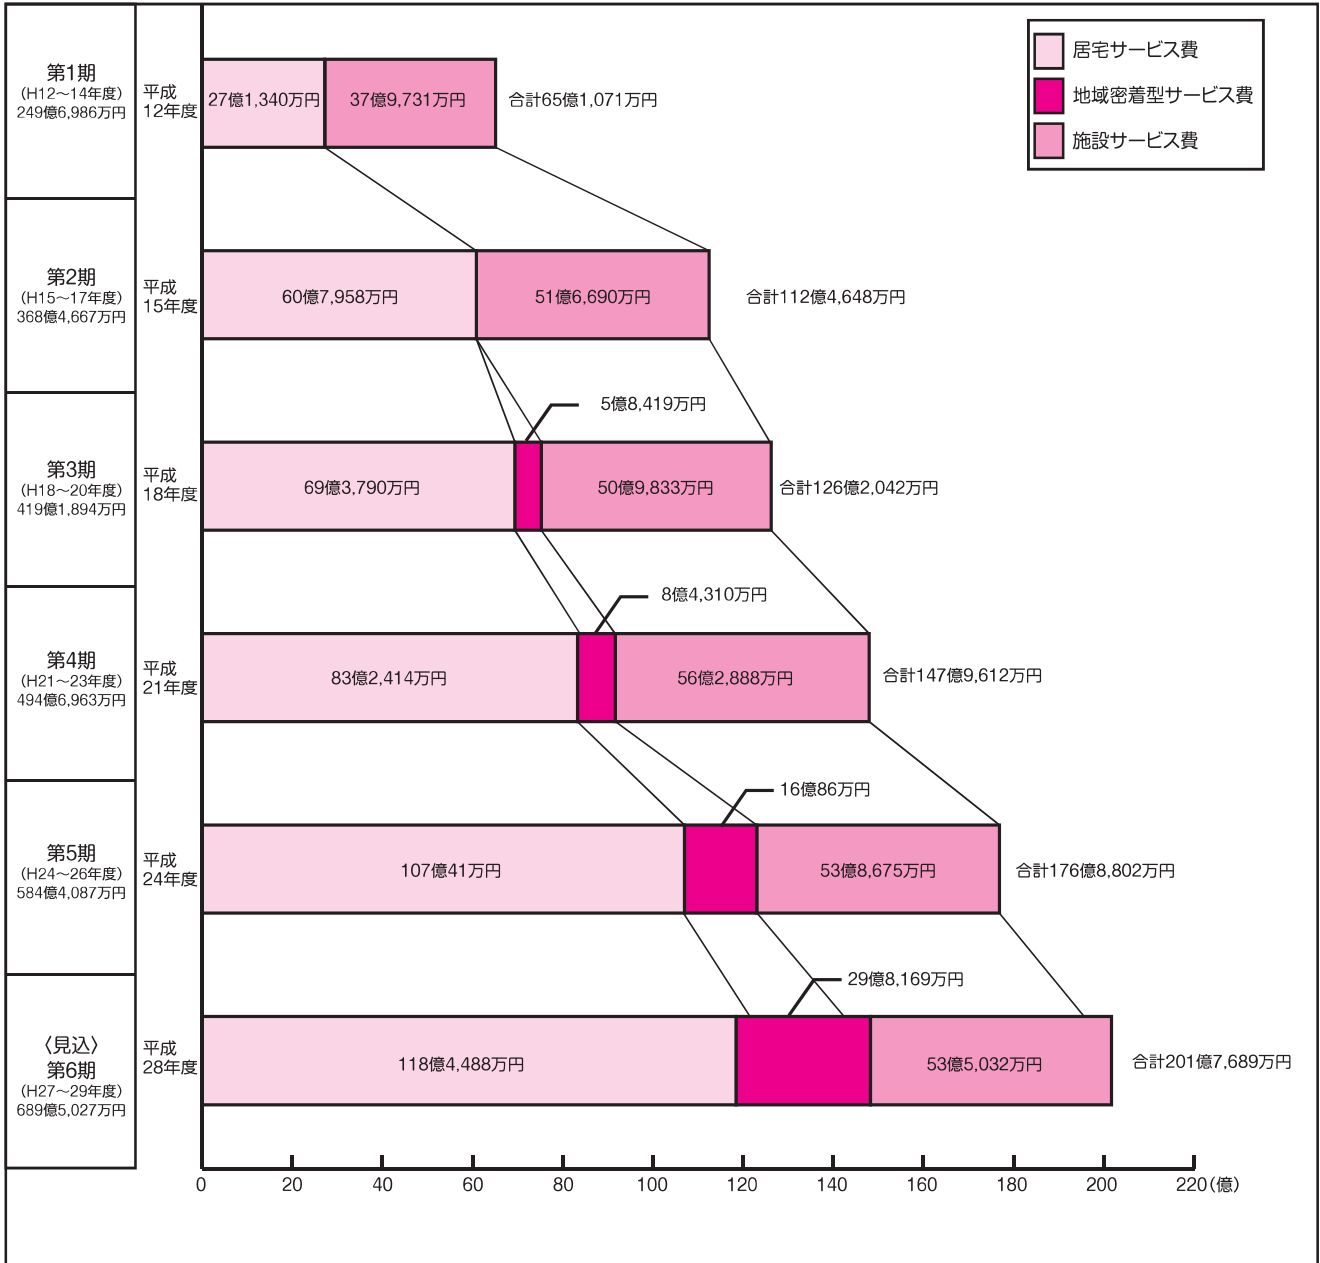 居宅サービス費
地域密着型サービス費
施設サービス費
第1期
(H12～14年度)
249億6,986万円
平成
12年度
27億1,340万円
37億9,731万円
合計65億1,071万円
第2期
(H15～17年度)
368億4,667万円
平成
15年度
60億7,958万円
51億6,690万円
合計112億4,648万円
第3期
(H18～20年度)
419億1,894万円
平成
18年度
5億8,419万円
69億3,790万円
50億9,833万円
合計126億2,042万円
第4期
(H21～23年度)
494億6,963万円
平成
21年度
8億4,310万円
83億2,414万円
56億2,888万円
合計147億9,612万円
第5期
(H24～26年度)
584億4,087万円
平成
24年度
16億86万円
107億41万円
53億8,675万円
合計176億8,802万円
〈見込〉
第6期
(H27～29年度)
689億5,027万円
平成
28年度
29億8,169万円
118億4,488万円
53億5,032万円
合計201億7,689万円
0 20 40 60 80 100 120 140 160 180 200 220(億)